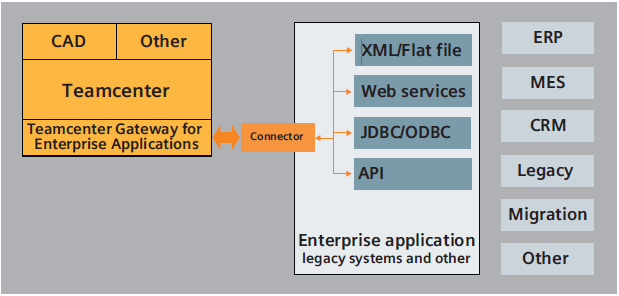 CAD
Other
Teamcenter
Teamcenter Gateway for
Enterprise Applications
Connector
XML/Flat file
Web services
JDBC/ODBC
API
Enterprise application
legacy systems and other
ERP
MES
CRM
Legacy
Migration
Other